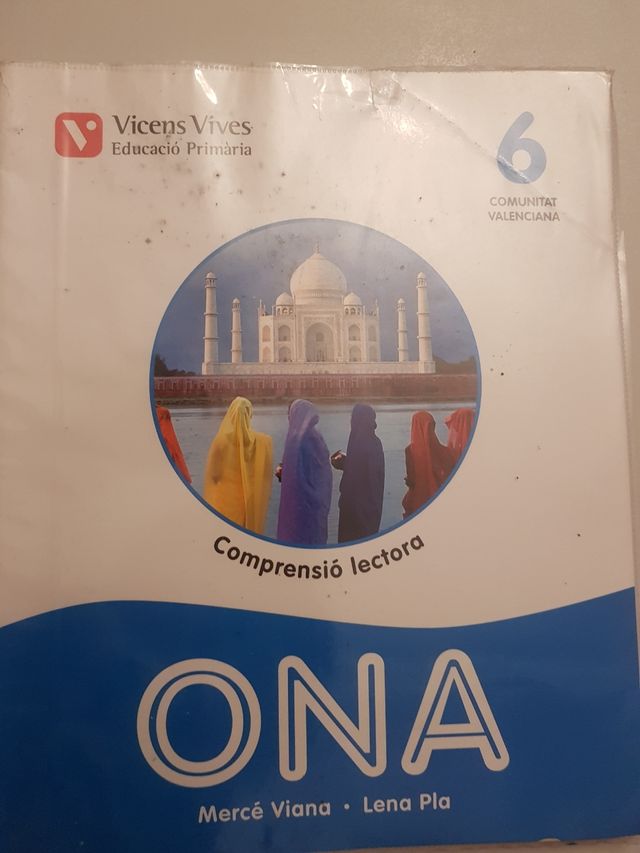 Vicens Vives
Educació Primària
6
COMUNITAT
VALENCIANA
Comprensió lectora
ONA
Mercé Viana · Lena Pla